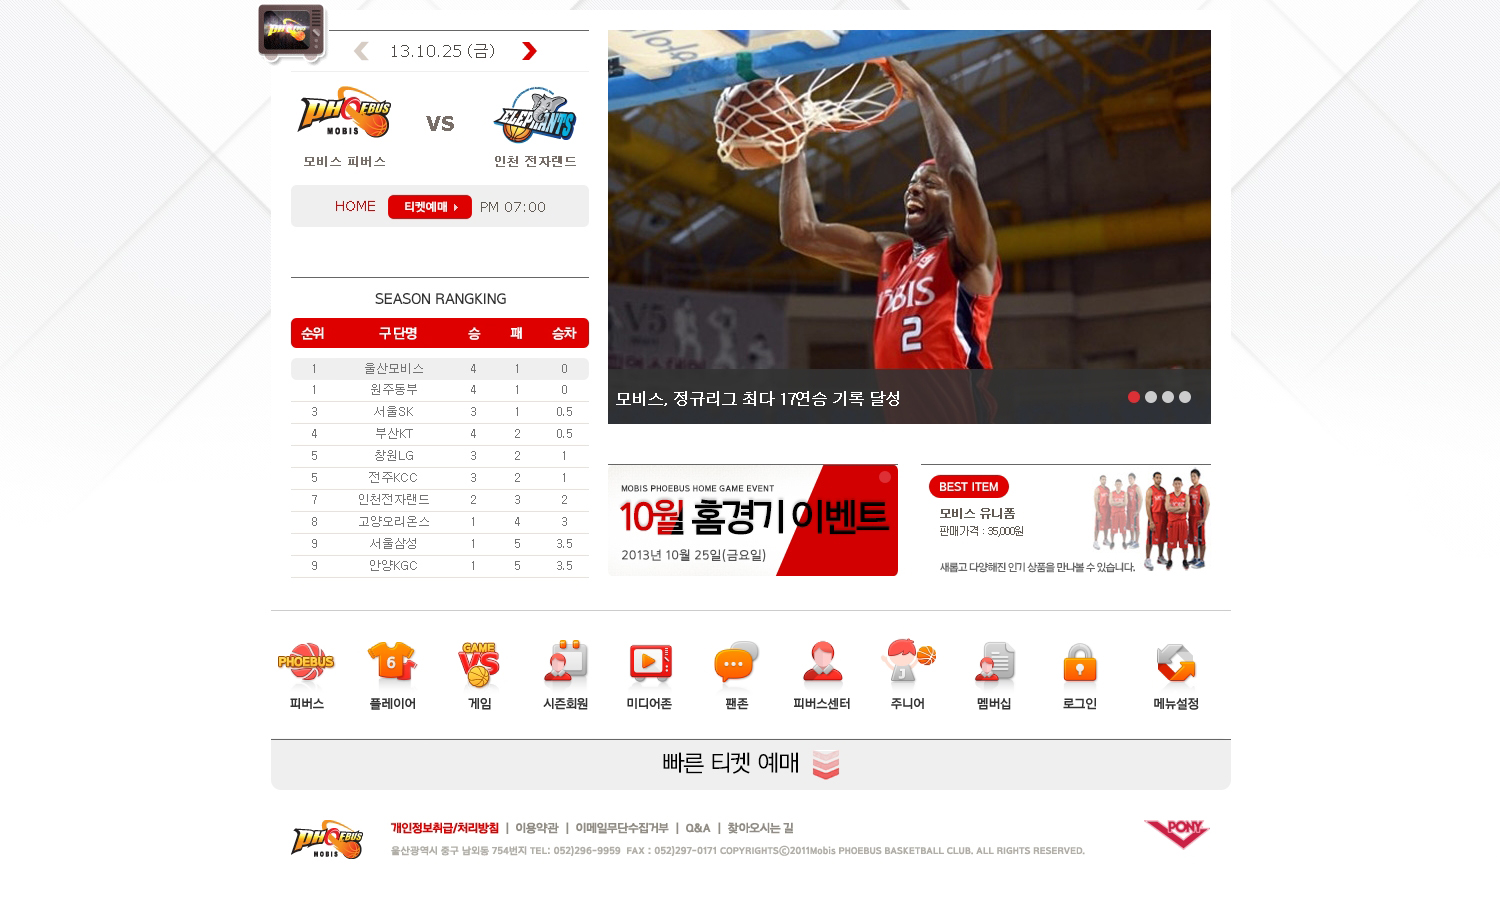 PHOEBUS
13.10.25 (금)
PHOEBUS
MOBIS
VS
ELEPHANTS
모비스 피버스
인천 전자랜드
HOME 티켓예매 PM 07:00
SEASON RANGKING
순위 구단명 승 패 승차
1 울산모비스 4 1 0
1 원주동부 4 1 0
3 서울SK 3 1 0.5
4 부산KT 4 2 0.5
5 창원LG 3 2 1
5 전주KCC 3 2 1
7 인천전자랜드 2 3 2
8 고양오리온스 1 4 3
9 서울삼성 1 5 3.5
9 안양KGC 1 5 3.5
MOBIS
2
모비스, 정규리그 최다 17연승 기록 달성
MOBIS PHOEBUS HOME GAME EVENT
10월 홈경기 이벤트
2013년 10월 25일(금요일)
BEST ITEM
모비스 유니폼
판매가격 : 35,000원
새롭고 다양해진 인기 상품을 만나볼 수 있습니다.
PHOEBUS
6
GAME
VS
J
피버스 플레이어 게임 시즌회원 미디어존 팬존 피버스센터 주니어 멤버십 로그인 메뉴설정
빠른 티켓 예매
PHOEBUS
MOBIS
개인정보취급/처리방침 | 이용약관 | 이메일무단수집거부 | Q&A | 찾아오시는 길
울산광역시 중구 남외동 754번지 TEL: 052)296-9959 FAX : 052)297-0171 COPYRIGHTSⓒ2011Mobis PHOEBUS BASKETBALL CLUB. ALL RIGHTS RESERVED.
PONY